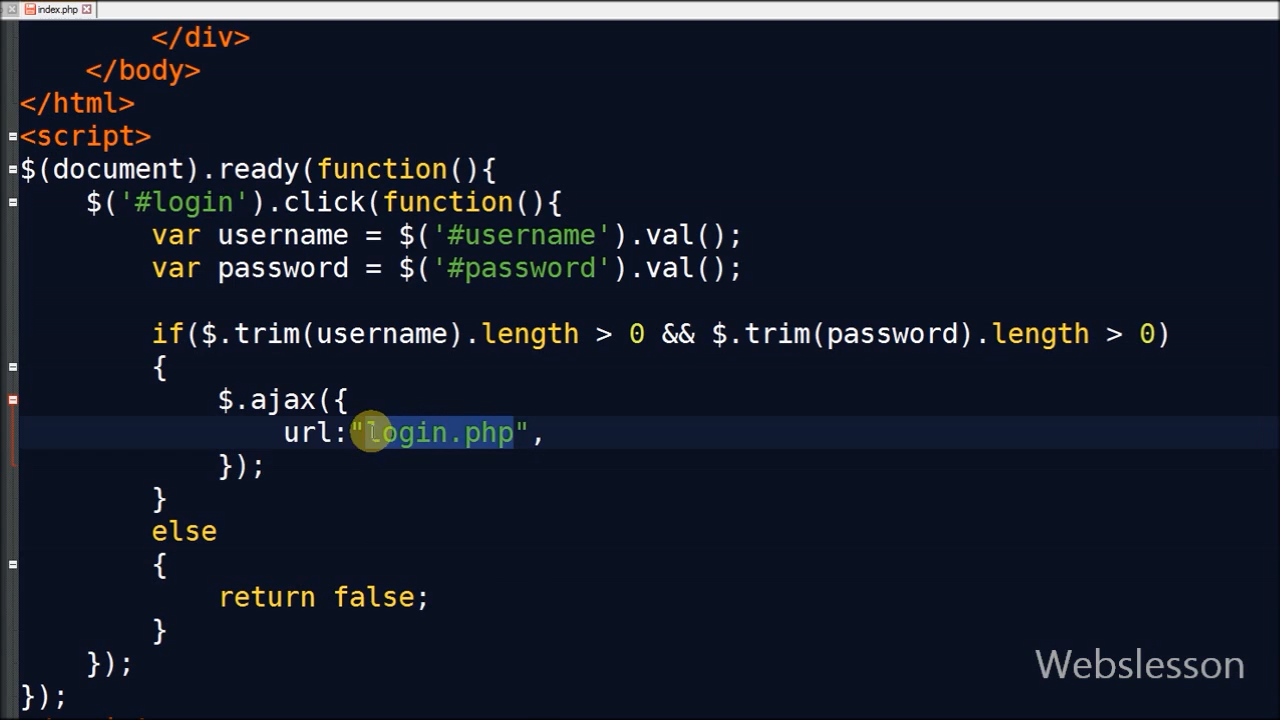 index.php
</div>
</body>
</html>
<script>
$(document).ready(function(){
$('#login').click(function(){
var username = $('#username').val();
var password = $('#password').val();
if($.trim(username).length > 0 && $.trim(password).length > 0)
{
$.ajax({
url:"login.php",
});
}
else
{
return false;
}
});
});
Webslesson